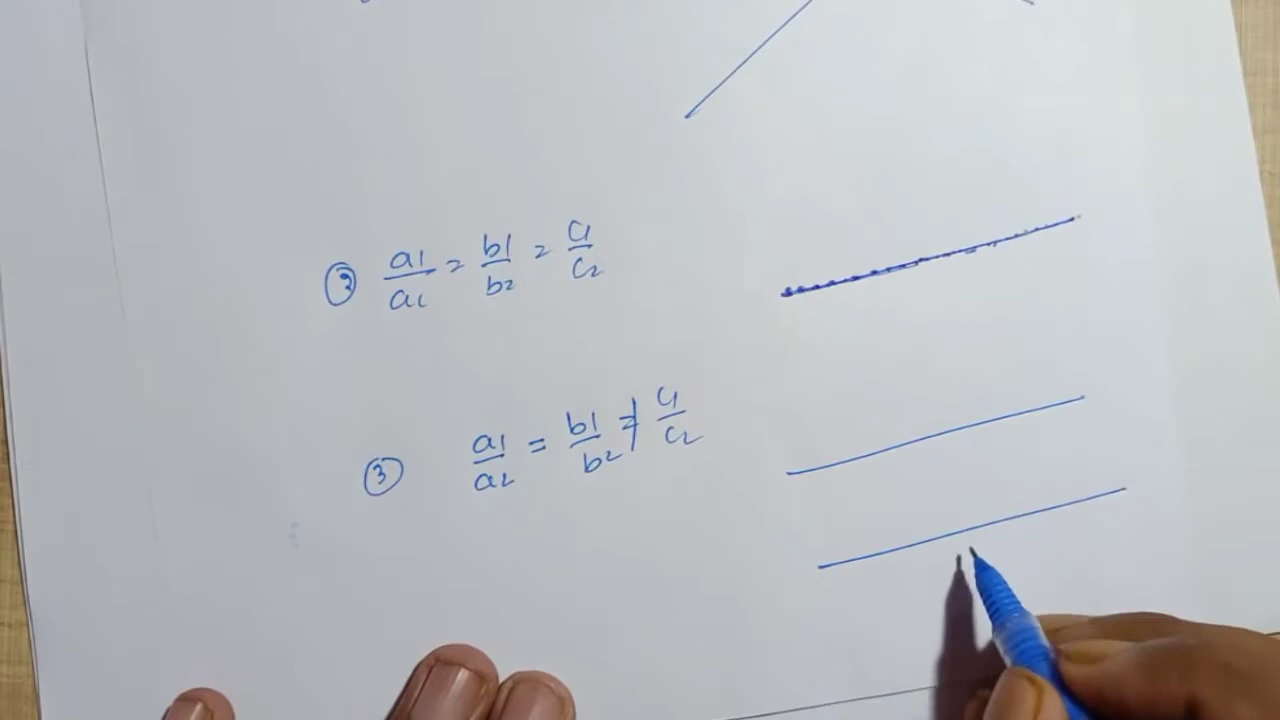 ② a1/a2 = b1/b2 = c1/c2
③ a1/a2 = b1/b2 ≠ c1/c2